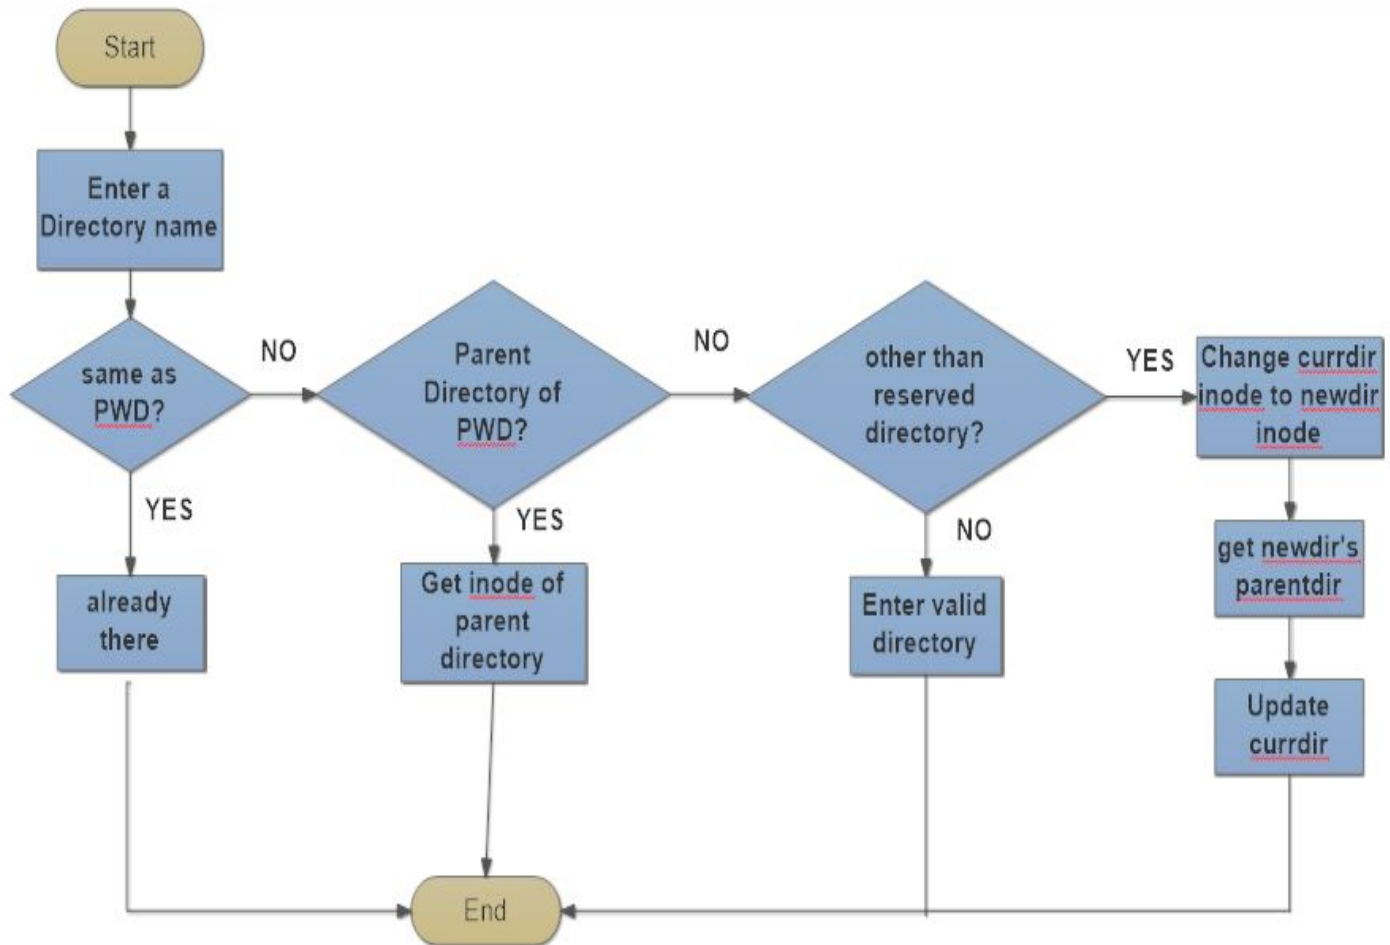 Start
Enter a
Directory name
same as
PWD?
NO
Parent
Directory of
PWD?
NO
other than
reserved
directory?
YES
Change currdir
inode to newdir
inode
YES
already
there
YES
Get inode of
parent
directory
NO
Enter valid
directory
get newdir's
parentdir
Update
currdir
End